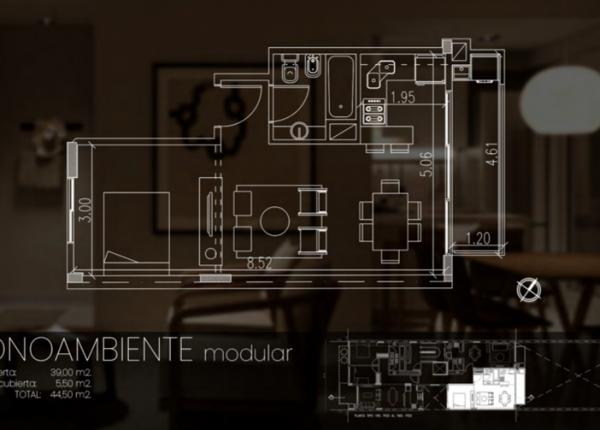 1.95
3.00
5.06
4.61
1.20
8.52
ONOAMBIENTE modular
erta: 39,00 m2.
cubierta: 5,50 m2.
TOTAL: 44,50 m2.